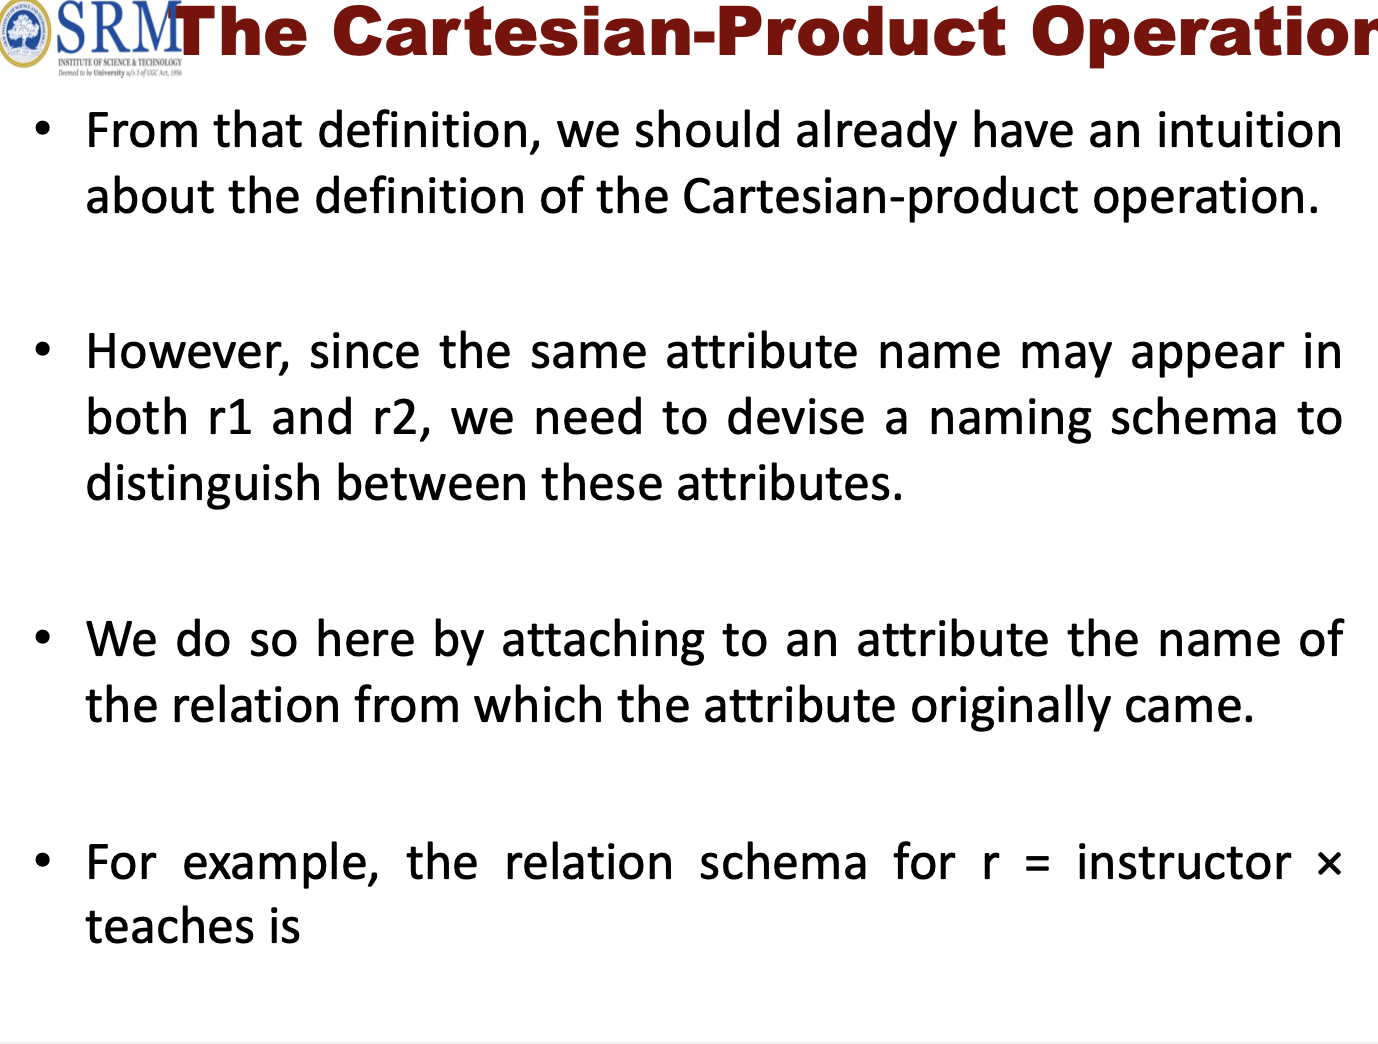 SRM
INSTITUTE OF SCIENCE & TECHNOLOGY
Deemed to be University u/s 3 of UGC Act, 1956
The Cartesian-Product Operation
• From that definition, we should already have an intuition
about the definition of the Cartesian-product operation.
• However, since the same attribute name may appear in
both r1 and r2, we need to devise a naming schema to
distinguish between these attributes.
• We do so here by attaching to an attribute the name of
the relation from which the attribute originally came.
• For example, the relation schema for r = instructor ×
teaches is